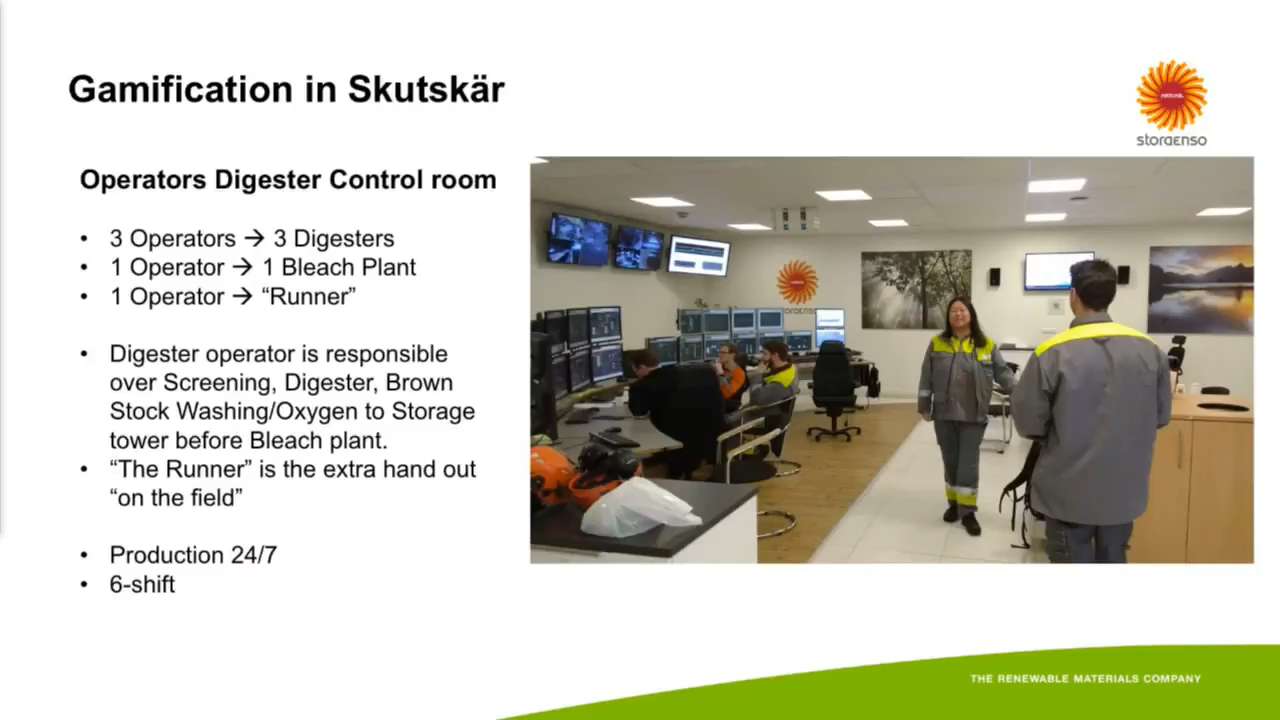 Gamification in Skutskär
storaenso
Operators Digester Control room
• 3 Operators → 3 Digesters
• 1 Operator → 1 Bleach Plant
• 1 Operator → “Runner”
• Digester operator is responsible
over Screening, Digester, Brown
Stock Washing/Oxygen to Storage
tower before Bleach plant.
• “The Runner” is the extra hand out
“on the field”
• Production 24/7
• 6-shift
THE RENEWABLE MATERIALS COMPANY